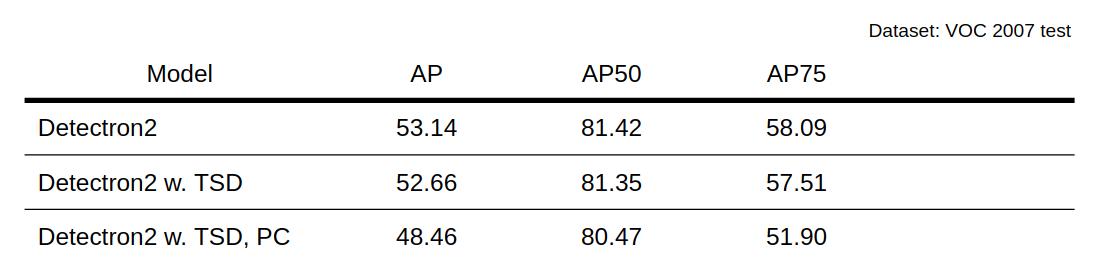 Dataset: VOC 2007 test
Model AP AP50 AP75
Detectron2 53.14 81.42 58.09
Detectron2 w. TSD 52.66 81.35 57.51
Detectron2 w. TSD, PC 48.46 80.47 51.90